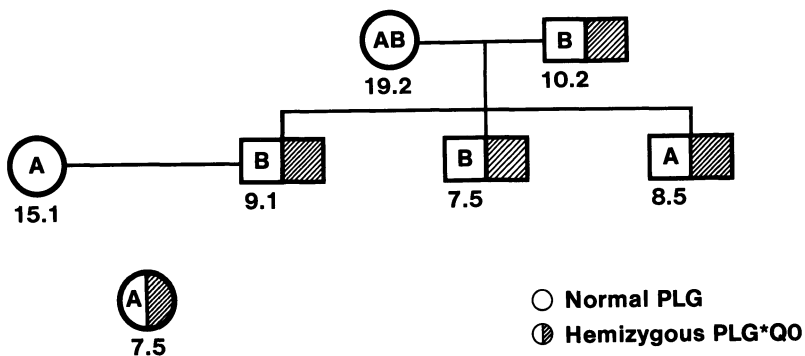 AB B
19.2 10.2
A B B A
15.1 9.1 7.5 8.5
A
7.5
Normal PLG
Hemizygous PLG*Q0